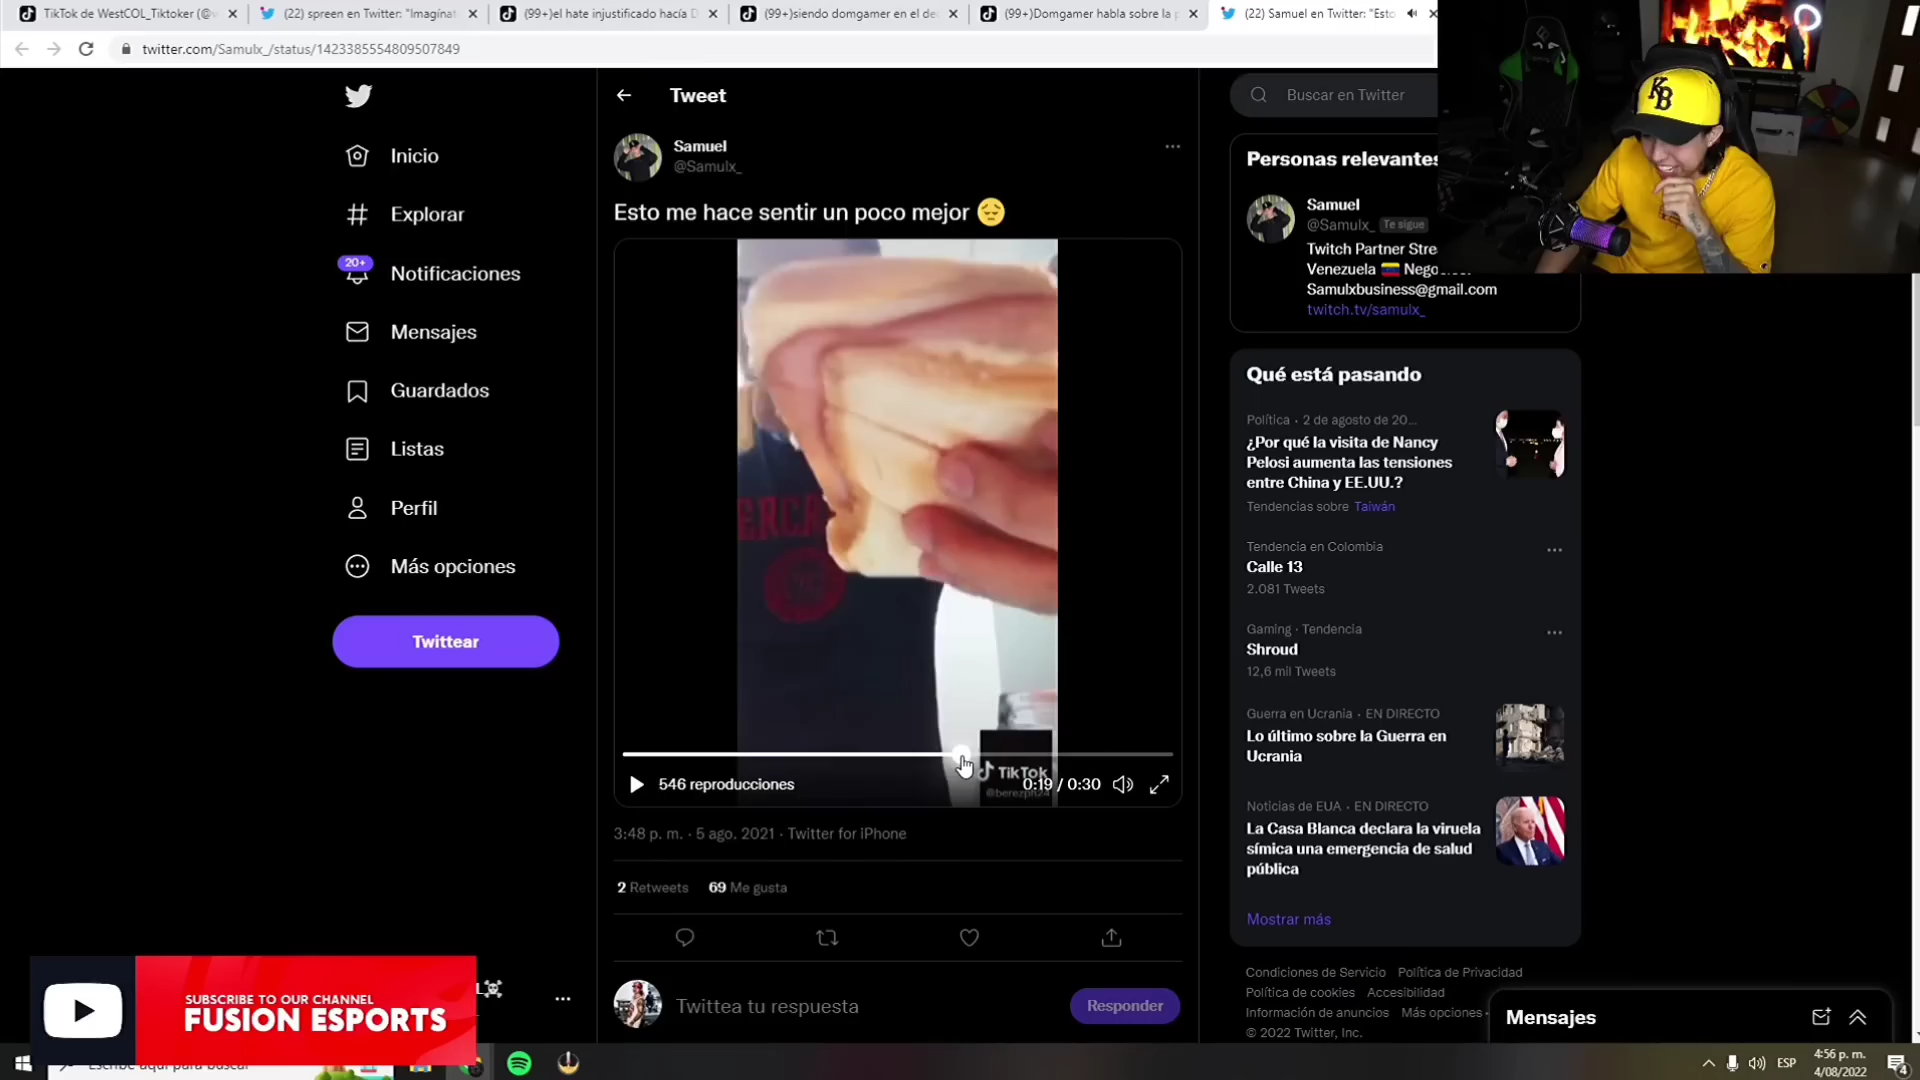 TikTok de WestCOL_Tiktoker (@
(22) spreen en Twitter: "Imagínat
(99+)el hate injustificado hacía D
(99+)siendo domgamer en el de
(99+)Domgamer habla sobre la p
(22) Samuel en Twitter: "Esto
twitter.com/Samulx_/status/1423385554809507849
Inicio
Explorar
20+
Notificaciones
Mensajes
Guardados
Listas
Perfil
Más opciones
Twittear
Tweet
Samuel
@Samulx_
Esto me hace sentir un poco mejor 😔
ERCA
TikTok
546 reproducciones
0:19 / 0:30
3:48 p. m. · 5 ago. 2021 · Twitter for iPhone
2 Retweets 69 Me gusta
Twittea tu respuesta
Responder
Buscar en Twitter
KB
Personas relevantes
Samuel
@Samulx_ Te sigue
Twitch Partner Stre
Venezuela 🇻🇪
Samulxbusiness@gmail.com
twitch.tv/samulx_
Qué está pasando
Política · 2 de agosto de 20...
¿Por qué la visita de Nancy
Pelosi aumenta las tensiones
entre China y EE.UU.?
Tendencias sobre Taiwán
Tendencia en Colombia
Calle 13
2.081 Tweets
Gaming · Tendencia
Shroud
12,6 mil Tweets
Guerra en Ucrania · EN DIRECTO
Lo último sobre la Guerra en
Ucrania
Noticias de EUA · EN DIRECTO
La Casa Blanca declara la viruela
símica una emergencia de salud
pública
Mostrar más
Condiciones de Servicio Política de Privacidad
Política de cookies Accesibilidad
Información de anuncios Más opciones
© 2022 Twitter, Inc.
Mensajes
SUBSCRIBE TO OUR CHANNEL
FUSION ESPORTS
ESP
4:56 p. m.
4/08/2022
4